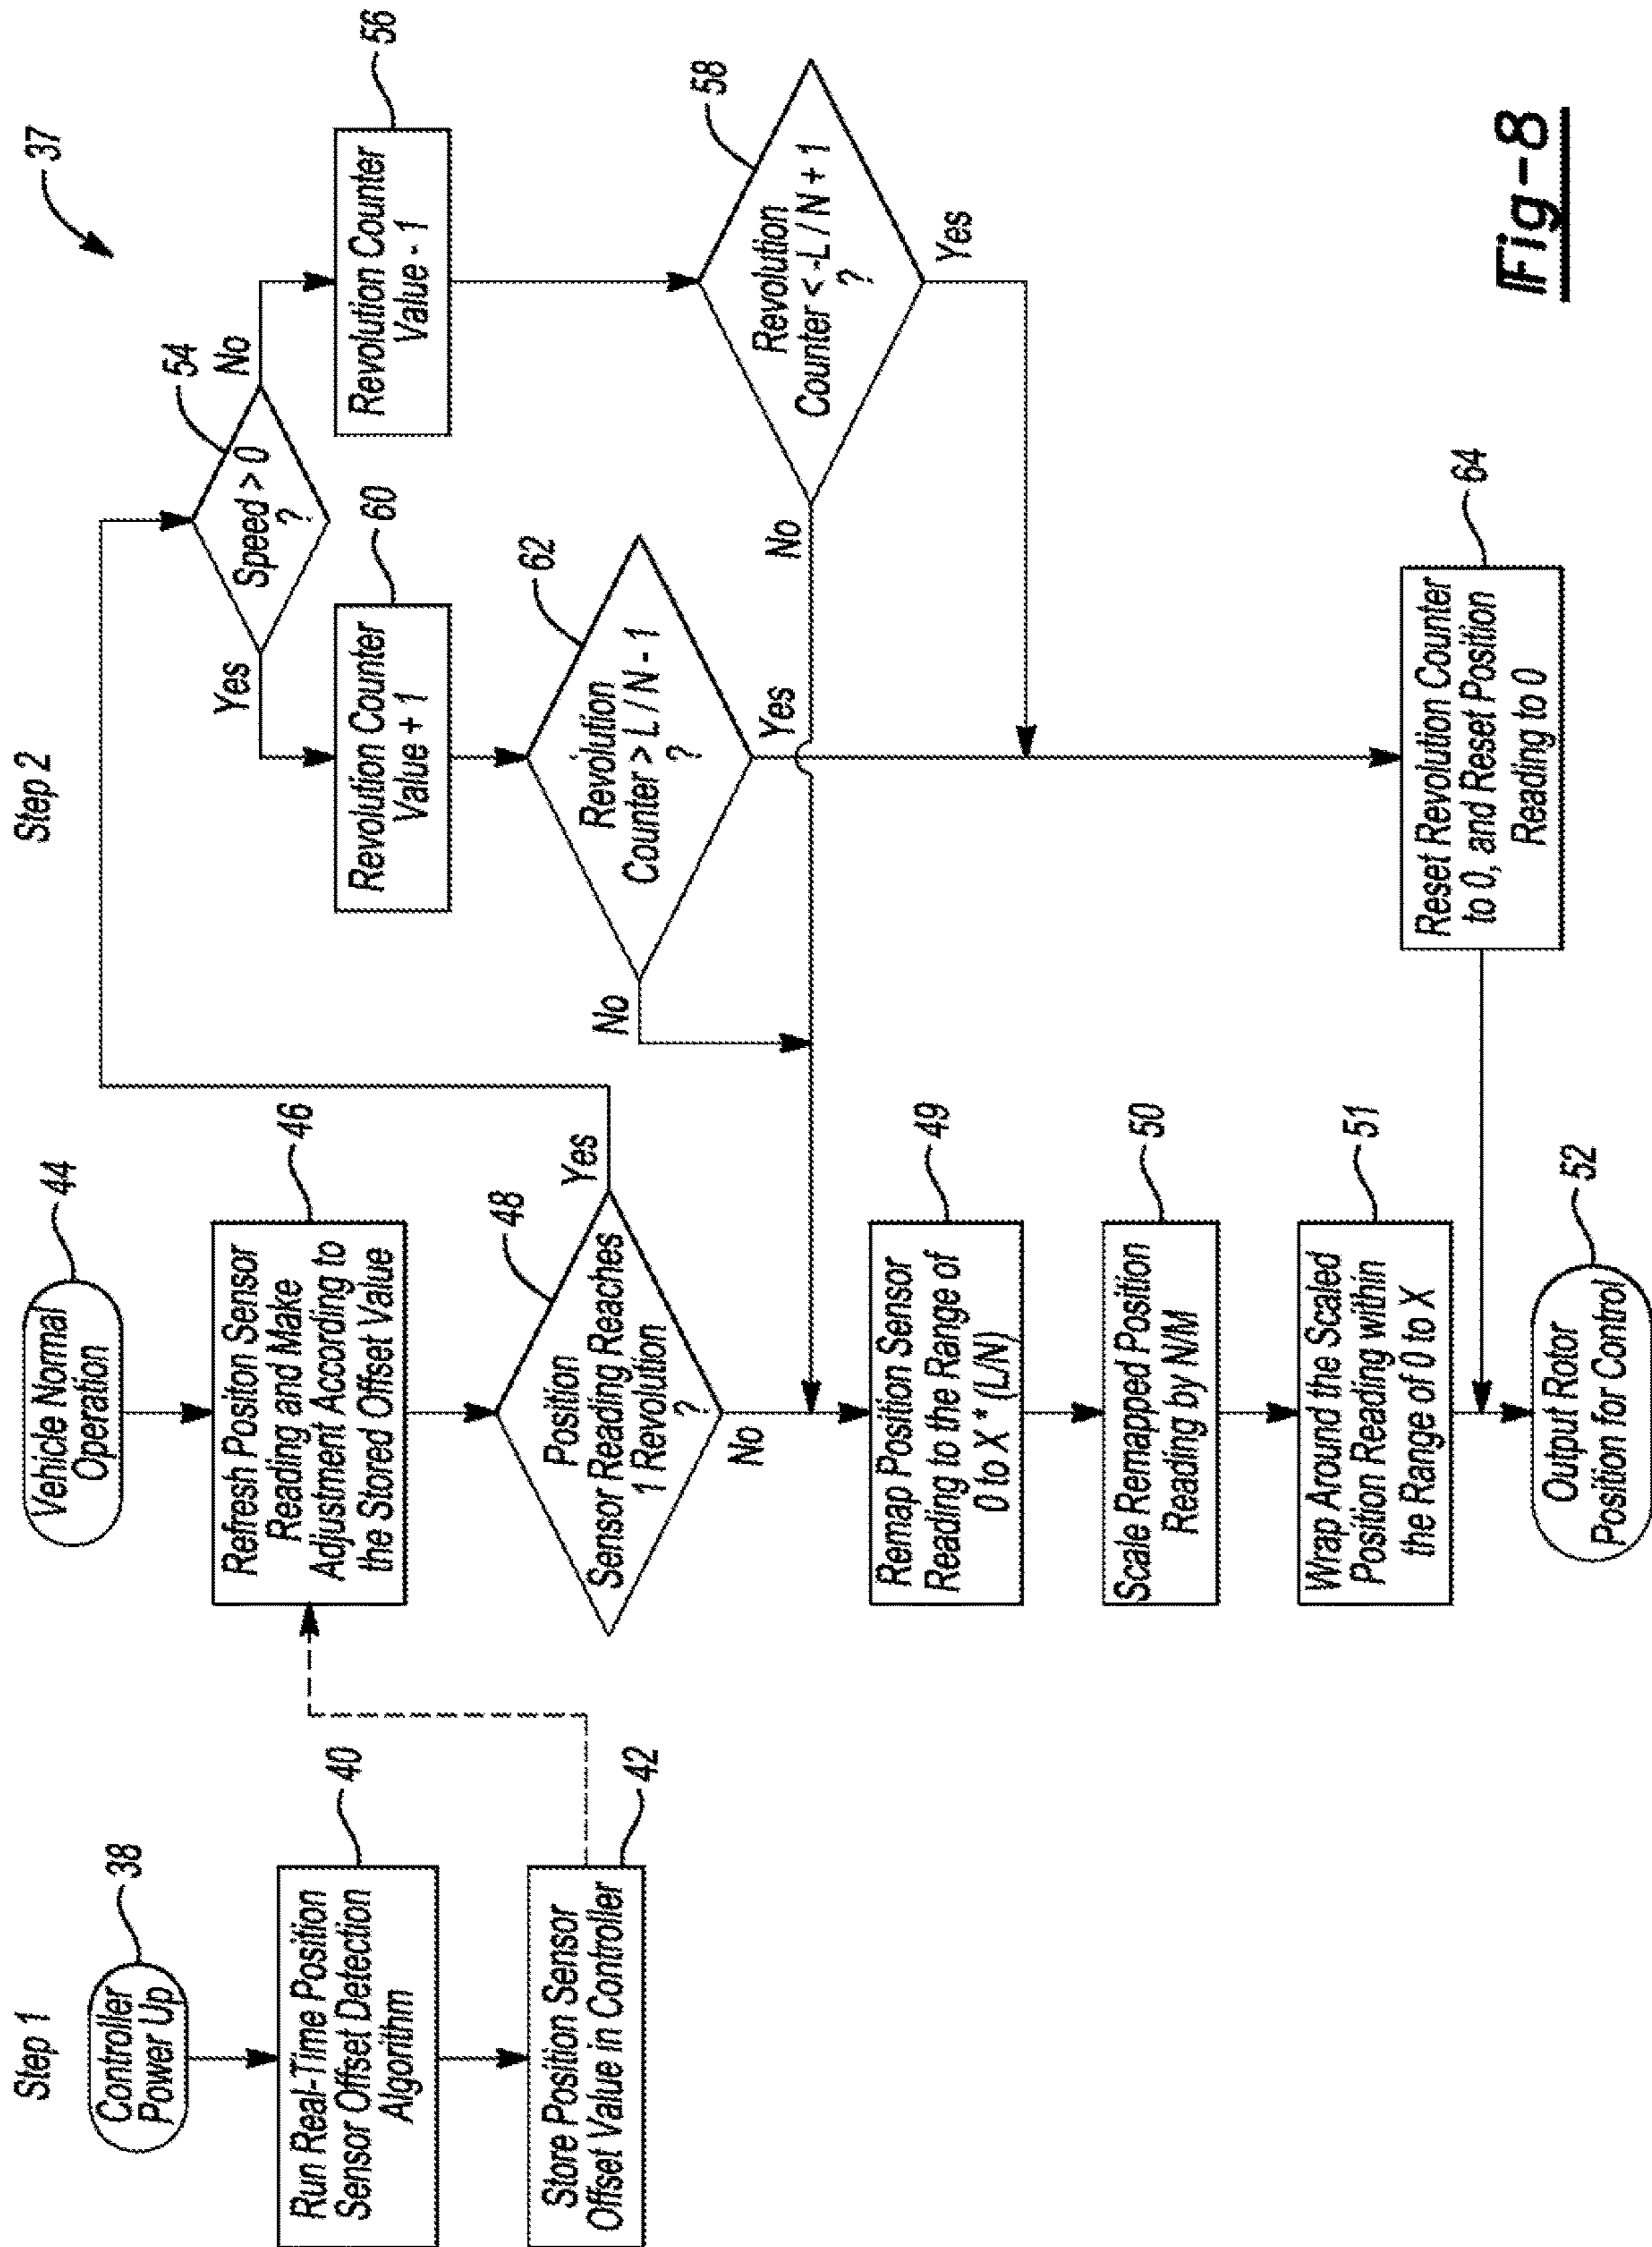 Step 1
Controller
Power Up
38
Run Real-Time Position
Sensor Offset Detection
Algorithm
40
Store Position Sensor
Offset Value in Controller
42
Step 2
Vehicle Normal
Operation
44
Refresh Positon Sensor
Reading and Make
Adjustment According to
the Stored Offset Value
46
Position
Sensor Reading Reaches
1 Revolution
?
48
Yes
No
Remap Position Sensor
Reading to the Range of
0 to X * (L/N)
49
Scale Remapped Position
Reading by N/M
50
Wrap Around the Scaled
Position Reading within
the Range of 0 to X
51
Output Rotor
Position for Control
52
37
Speed > 0
?
54
Yes
No
Revolution Counter
Value + 1
60
Revolution Counter
Value - 1
56
Revolution
Counter > L / N - 1
?
62
No
Yes
Revolution
Counter < -L / N + 1
?
58
No
Yes
Reset Revolution Counter
to 0, and Reset Position
Reading to 0
64
Fig-8